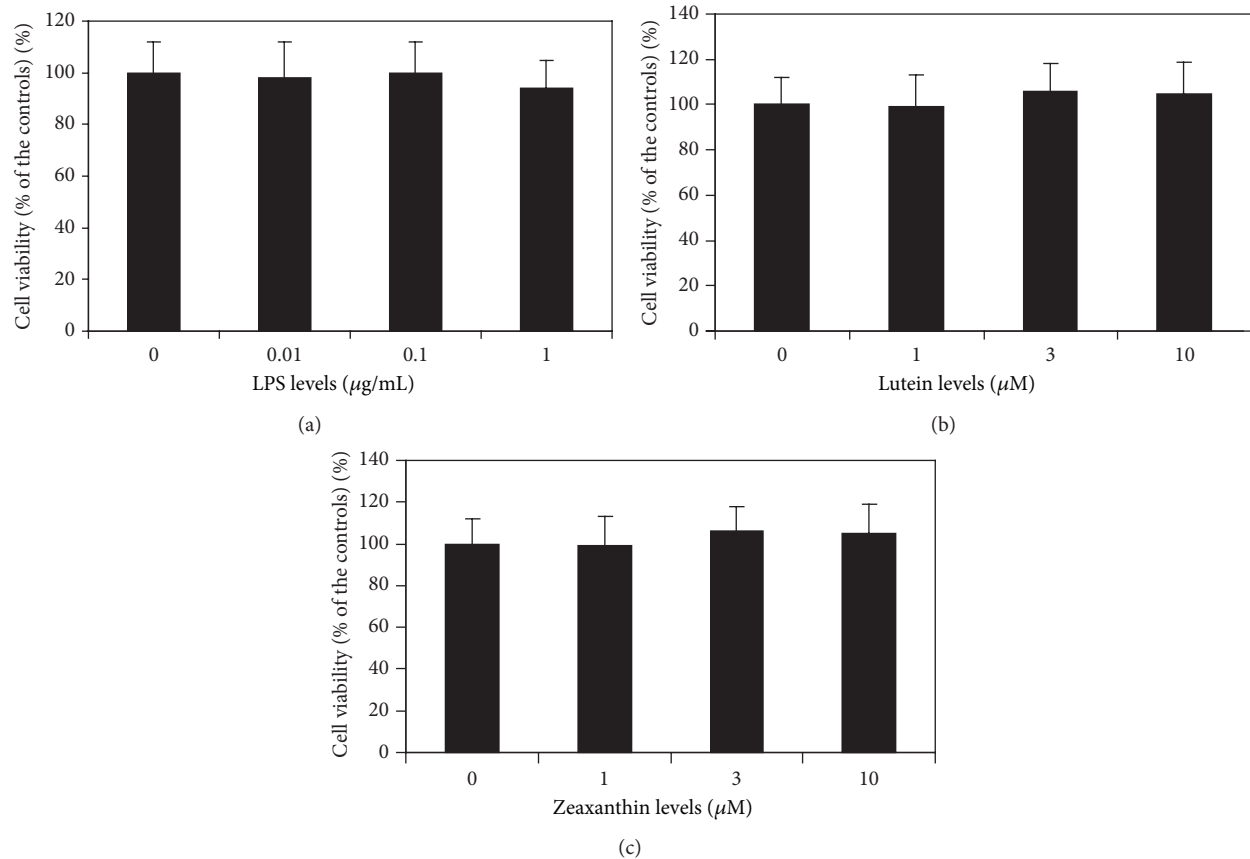 Cell viability (% of the controls) (%)
120
100
80
60
40
20
0
0 0.01 0.1 1
LPS levels (μg/mL)
(a)
Cell viability (% of the controls) (%)
140
120
100
80
60
40
20
0
0 1 3 10
Lutein levels (μM)
(b)
Cell viability (% of the controls) (%)
140
120
100
80
60
40
20
0
0 1 3 10
Zeaxanthin levels (μM)
(c)